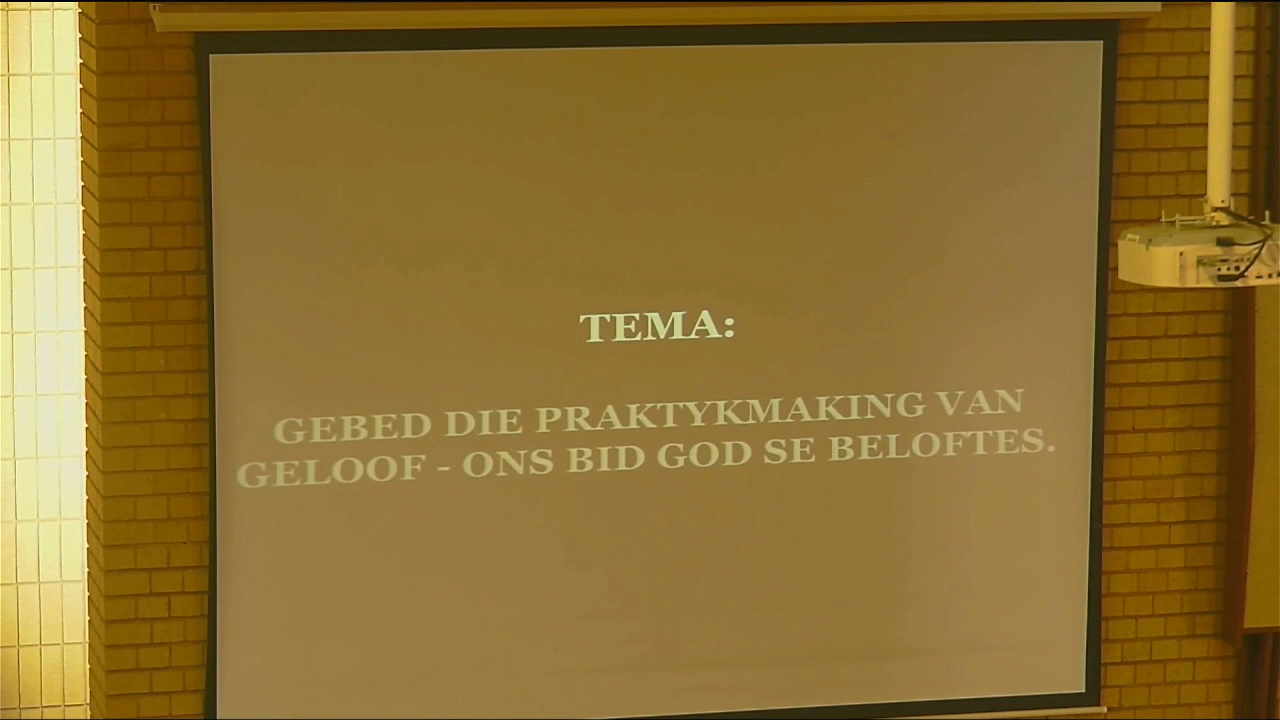 TEMA:
GEBED DIE PRAKTYKMAKING VAN
GELOOF - ONS BID GOD SE BELOFTES.